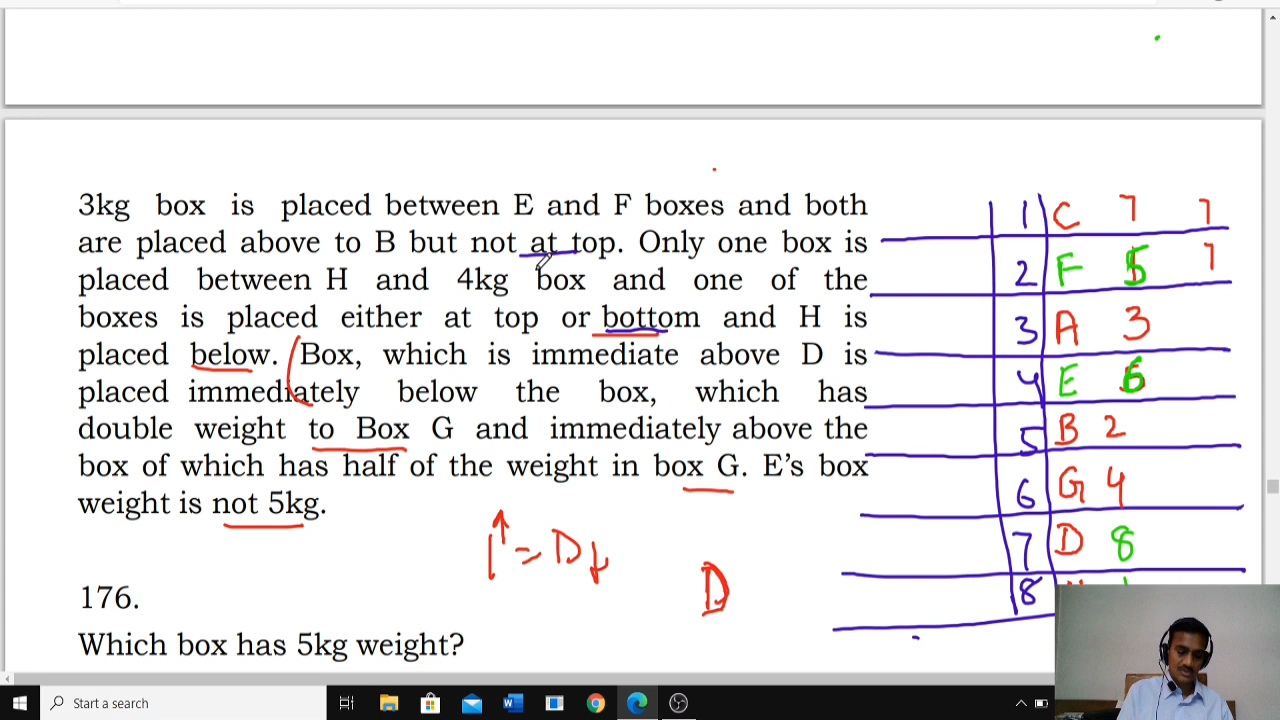 3kg box is placed between E and F boxes and both
are placed above to B but not at top. Only one box is
placed between H and 4kg box and one of the
boxes is placed either at top or bottom and H is
placed below. Box, which is immediate above D is
placed immediately below the box, which has
double weight to Box G and immediately above the
box of which has half of the weight in box G. E's box
weight is not 5kg.
1 C 7 7
2 F 5 7
3 A 3
4 E 6
5 B 2
6 G 4
7 D 8
8
= D
D
176.
Which box has 5kg weight?
Start a search